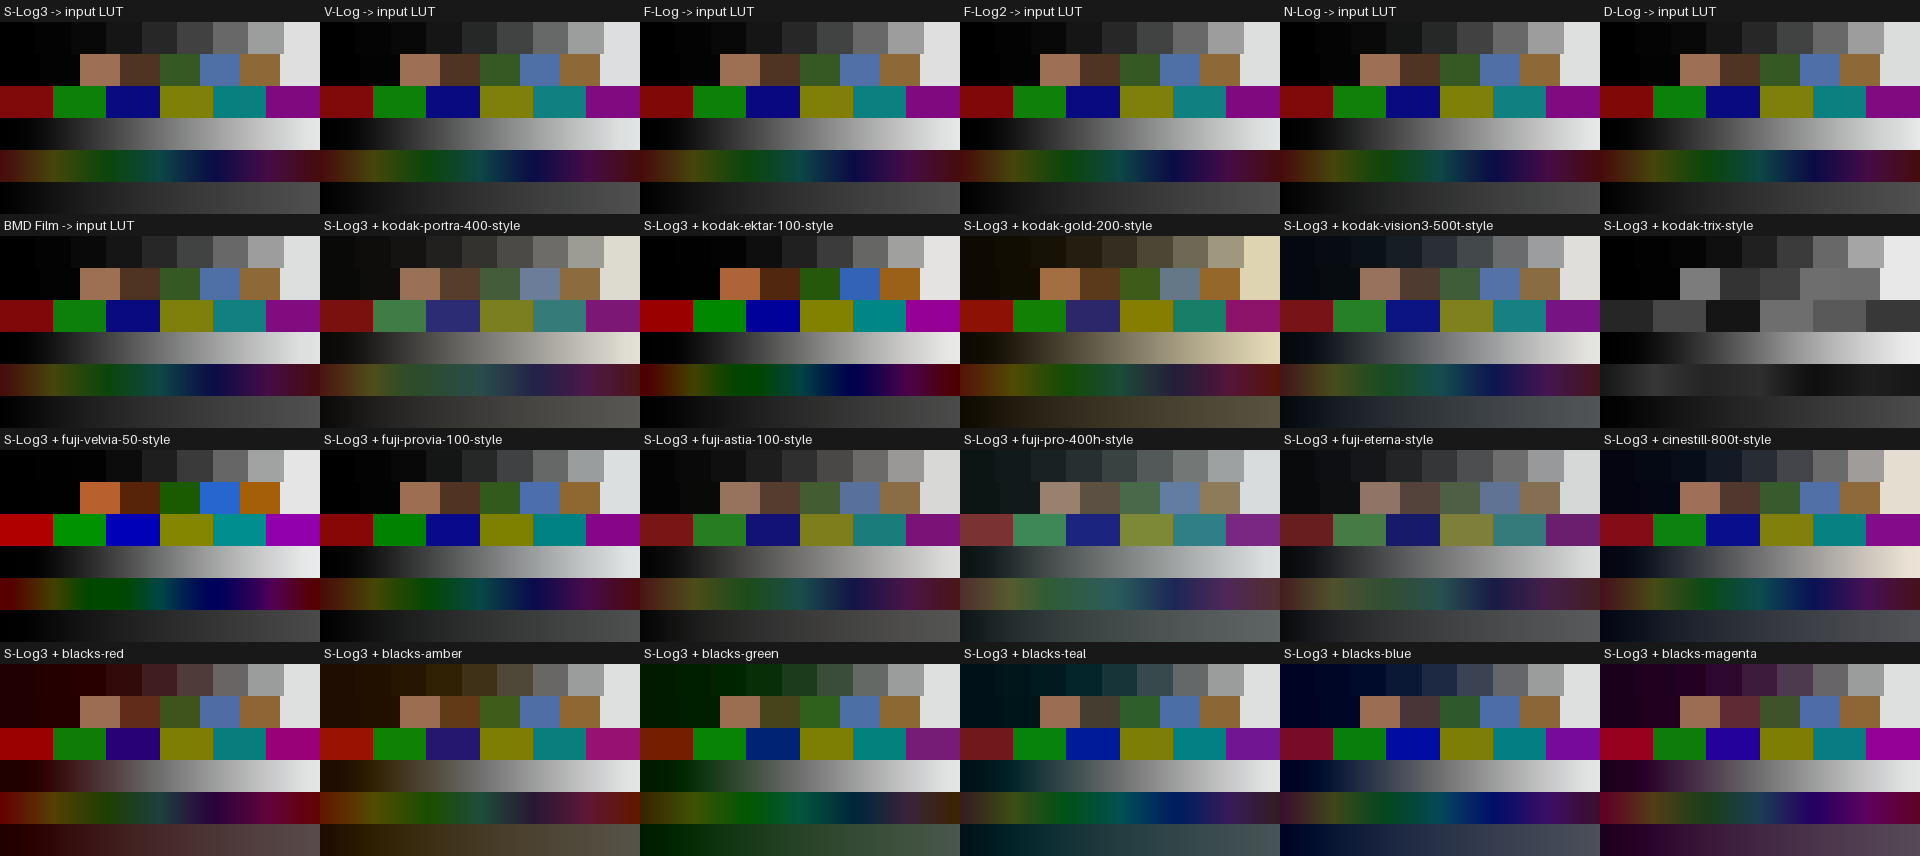 S-Log3 -> input LUT
V-Log -> input LUT
F-Log -> input LUT
F-Log2 -> input LUT
N-Log -> input LUT
D-Log -> input LUT
BMD Film -> input LUT
S-Log3 + kodak-portra-400-style
S-Log3 + kodak-ektar-100-style
S-Log3 + kodak-gold-200-style
S-Log3 + kodak-vision3-500t-style
S-Log3 + kodak-trix-style
S-Log3 + fuji-velvia-50-style
S-Log3 + fuji-provia-100-style
S-Log3 + fuji-astia-100-style
S-Log3 + fuji-pro-400h-style
S-Log3 + fuji-eterna-style
S-Log3 + cinestill-800t-style
S-Log3 + blacks-red
S-Log3 + blacks-amber
S-Log3 + blacks-green
S-Log3 + blacks-teal
S-Log3 + blacks-blue
S-Log3 + blacks-magenta